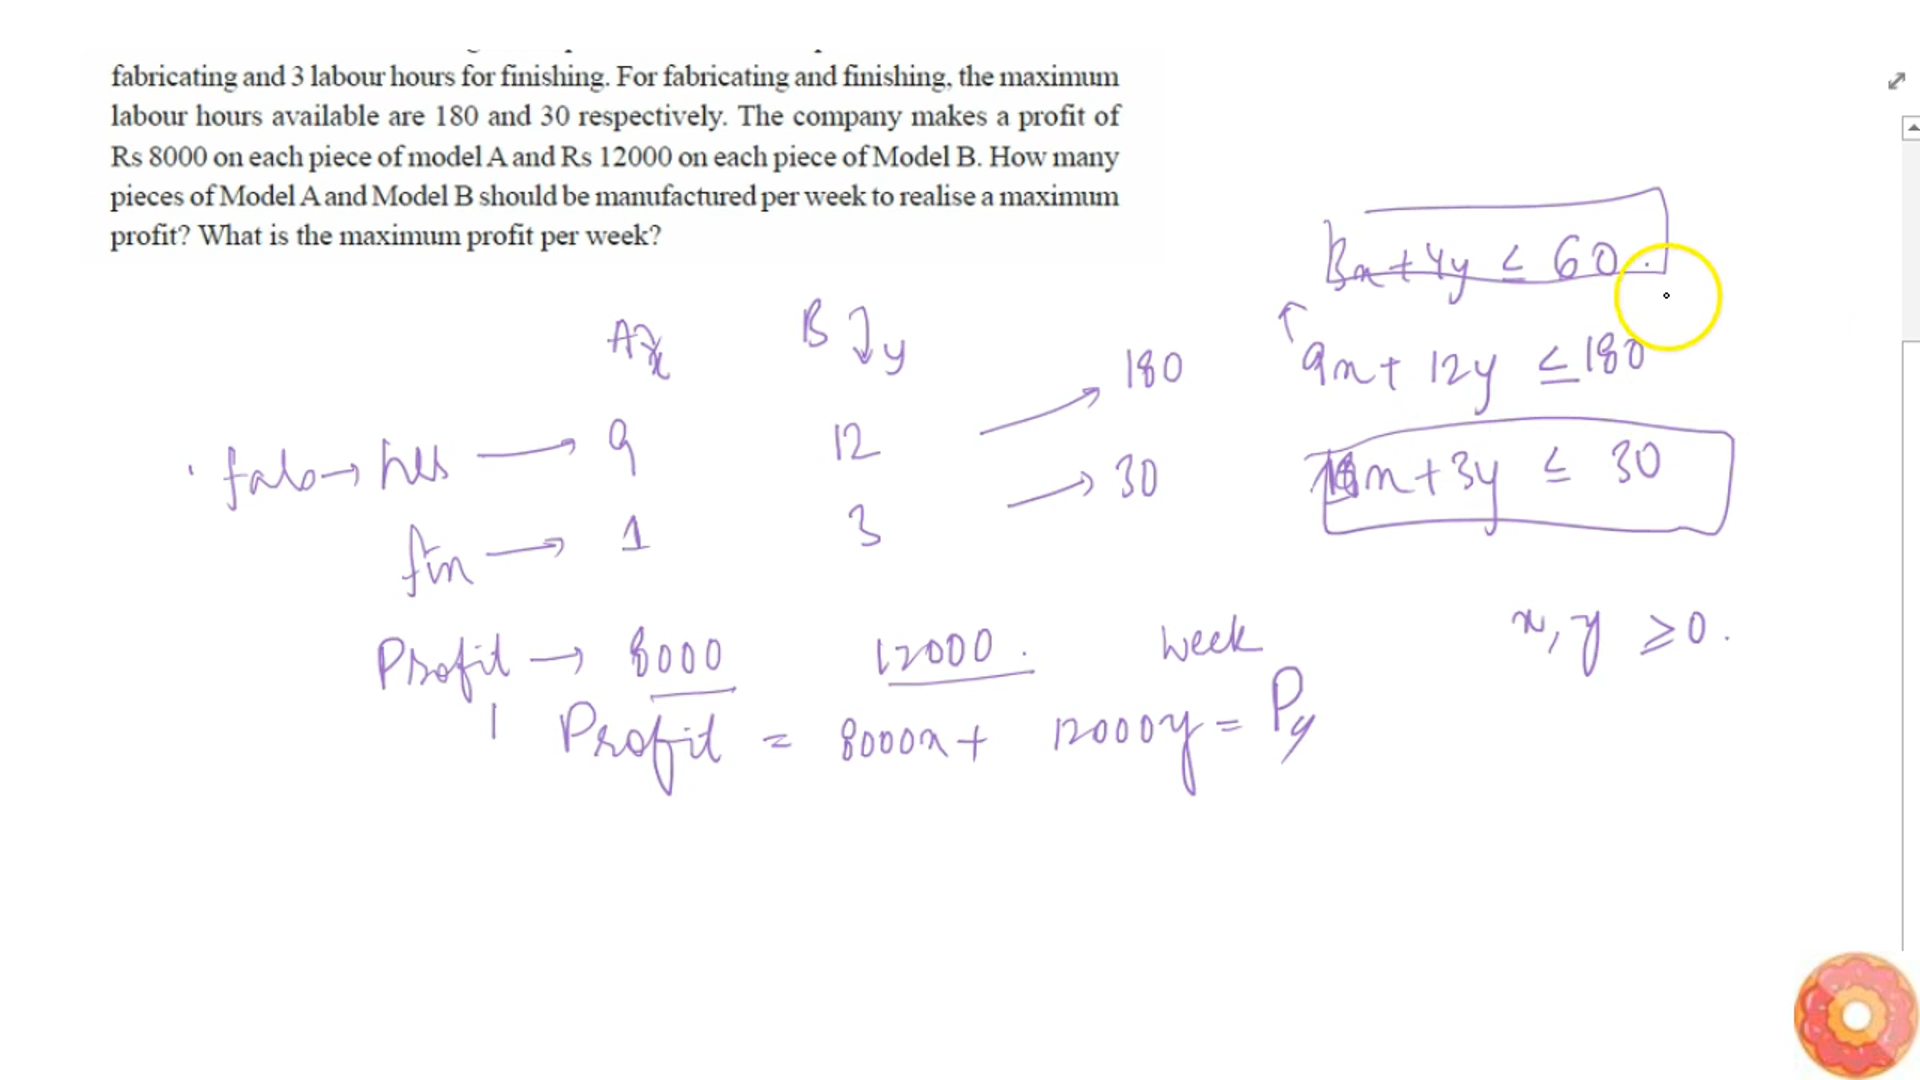 fabricating and 3 labour hours for finishing. For fabricating and finishing, the maximum
labour hours available are 180 and 30 respectively. The company makes a profit of
Rs 8000 on each piece of model A and Rs 12000 on each piece of Model B. How many
pieces of Model A and Model B should be manufactured per week to realise a maximum
profit? What is the maximum profit per week?
3x + 4y ≤ 60
A x B y 180 9x + 12y ≤ 180
fab → hrs → 9 12 → 30 x + 3y ≤ 30
fin → 1 3
Profit → 8000 12000 . week x, y ≥ 0 .
Profit = 8000x + 12000y = P